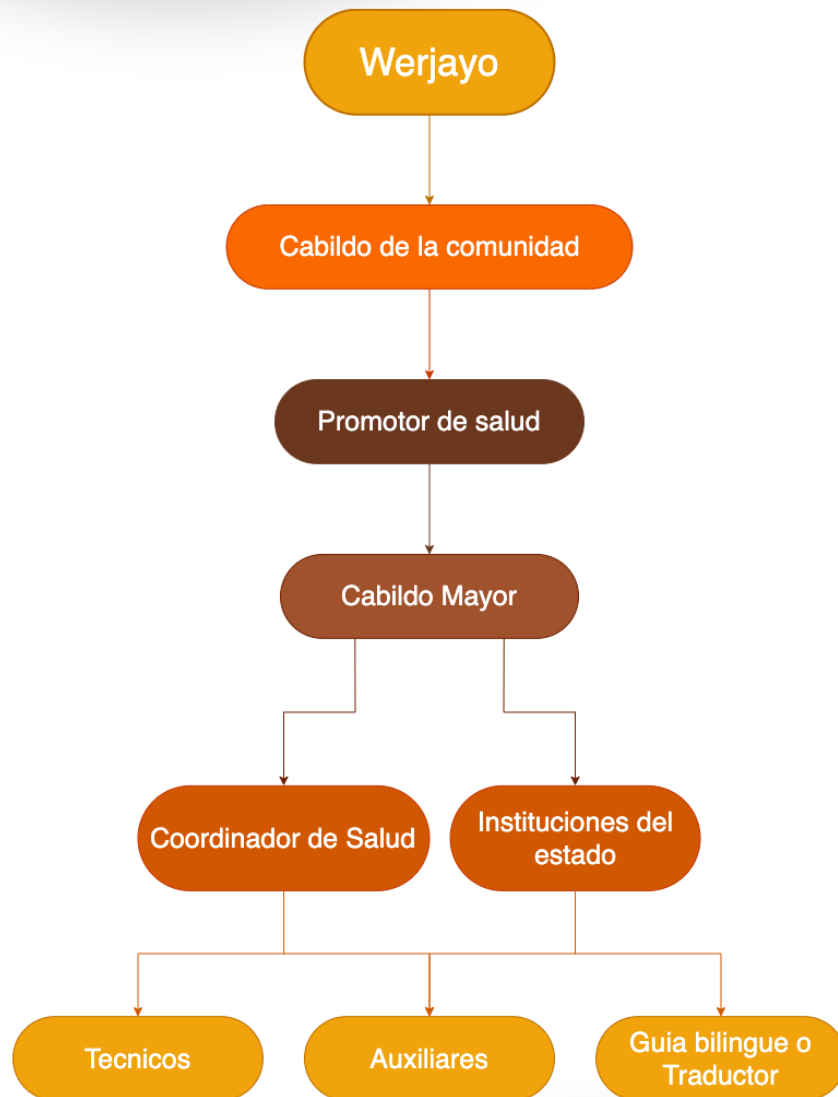 Werjayo
Cabildo de la comunidad
Promotor de salud
Cabildo Mayor
Coordinador de Salud
Instituciones del
estado
Tecnicos
Auxiliares
Guia bilingue o
Traductor